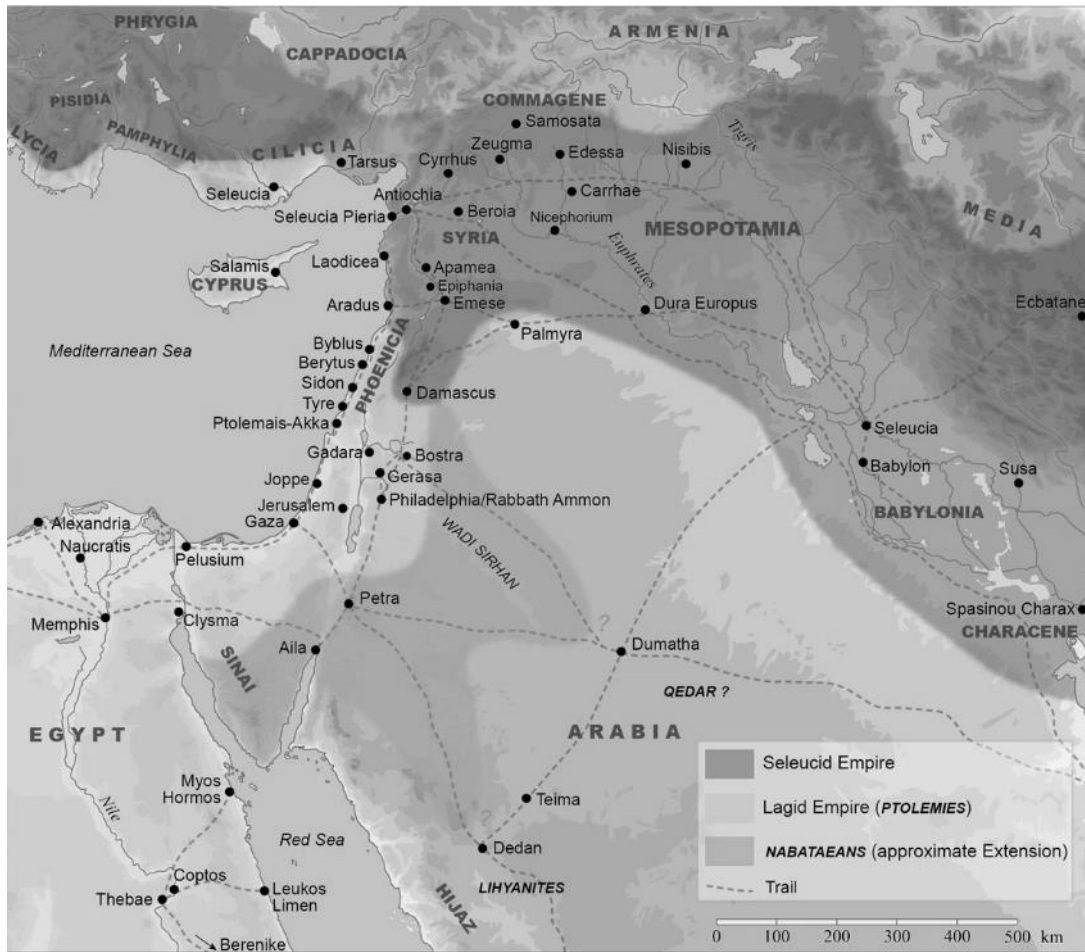 PHRYGIA
CAPPADOCIA
ARMENIA
PISIDIA
COMMAGENE
Samosata
LYCIA
PAMPHYLIA
CILICIA
Tarsus
Zeugma
Edessa
Nisibis
Tigris
Cyrrhus
Seleucia
Antiochia
Carrhae
Seleucia Pieria
Beroia
Nicephorium
MESOPOTAMIA
MEDIA
SYRIA
Euphrates
Salamis
CYPRUS
Laodicea
Apamea
Epiphania
Emese
Aradus
Dura Europus
Ecbatane
Palmyra
Mediterranean Sea
Byblus
Berytus
PHOENICIA
Sidon
Damascus
Tyre
Ptolemais-Akka
Seleucia
Gadara
Bostra
Babylon
Susa
Joppe
Gerasa
Jerusalem
Philadelphia/Rabbath Ammon
Gaza
BABYLONIA
Alexandria
Naucratis
Pelusium
WADI SIRHAN
Petra
Memphis
Clysma
Spasinou Charax
CHARACENE
?
Aila
Dumatha
SINAI
QEDAR ?
EGYPT
ARABIA
Myos
Hormos
Nile
Teima
?
Red Sea
Dedan
LIHYANITES
HIJAZ
Coptos
Thebae
Leukos
Limen
Berenike
Seleucid Empire
Lagid Empire (PTOLEMIES)
NABATAEANS (approximate Extension)
Trail
0 100 200 300 400 500 km